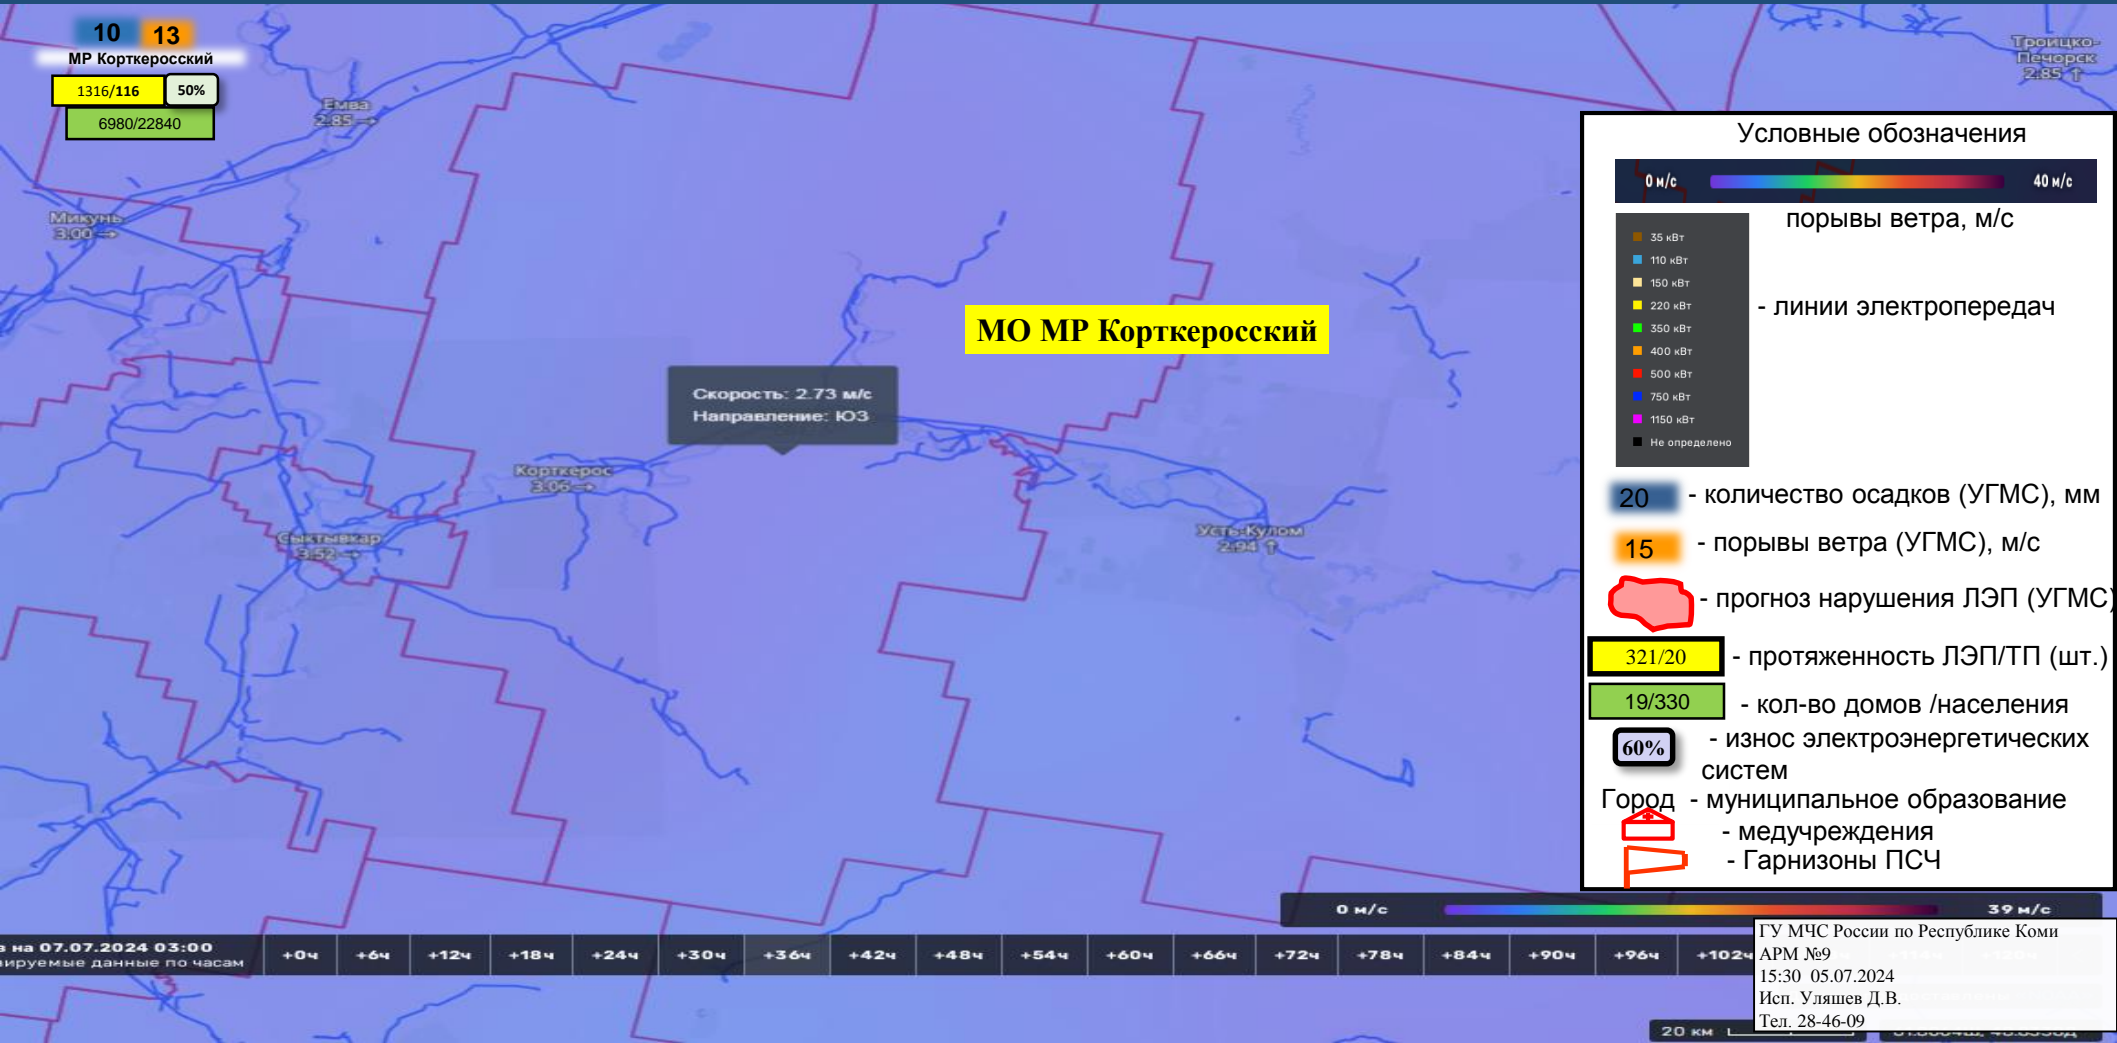 10 13
МР Корткеросский
1316/116 50%
6980/22840
Емва
2.85 →
Микунь
3.00 →
Троицко-
Печорск
2.85 ↑
МО МР Корткеросский
Скорость: 2.73 м/с
Направление: ЮЗ
Корткерос
3.06 →
Сыктывкар
3.52 →
Усть-Кулом
2.94 ↑
Условные обозначения
0 м/с 40 м/с
порывы ветра, м/с
35 кВт
110 кВт
150 кВт
220 кВт
350 кВт
400 кВт
500 кВт
750 кВт
1150 кВт
Не определено
- линии электропередач
20 - количество осадков (УГМС), мм
15 - порывы ветра (УГМС), м/с
- прогноз нарушения ЛЭП (УГМС)
321/20 - протяженность ЛЭП/ТП (шт.)
19/330 - кол-во домов /населения
60% - износ электроэнергетических
систем
Город - муниципальное образование
- медучреждения
- Гарнизоны ПСЧ
0 м/с 39 м/с
на 07.07.2024 03:00
данные по часам
+0ч +6ч +12ч +18ч +24ч +30ч +36ч +42ч +48ч +54ч +60ч +66ч +72ч +78ч +84ч +90ч +96ч +102ч
ГУ МЧС России по Республике Коми
АРМ №9
15:30 05.07.2024
Исп. Уляшев Д.В.
Тел. 28-46-09
20 км